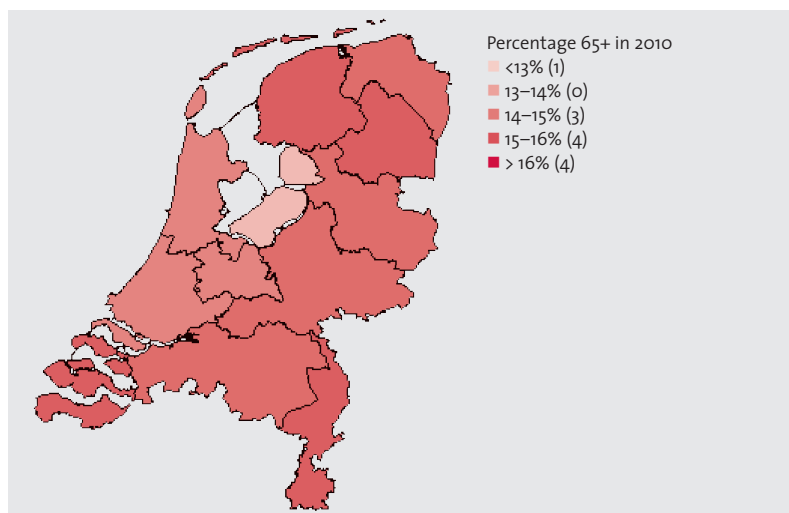 Percentage 65+ in 2010
<13% (1)
13–14% (0)
14–15% (3)
15–16% (4)
> 16% (4)